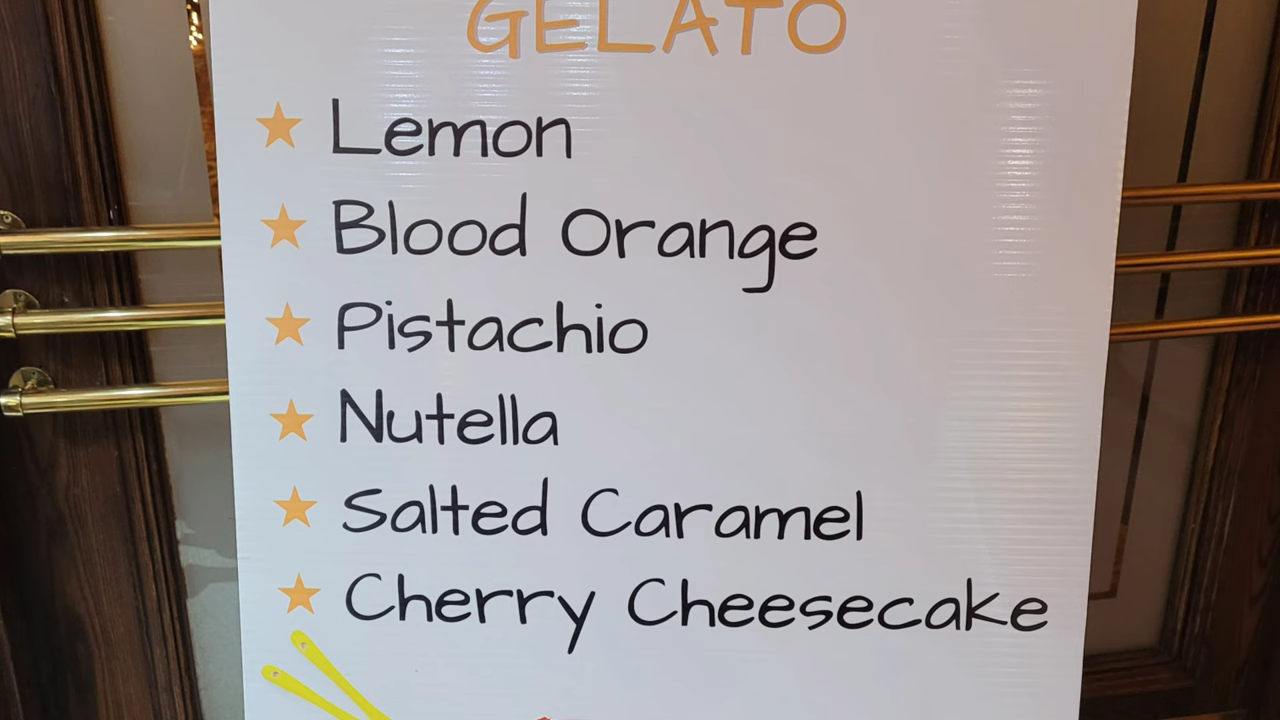 GELATO
Lemon
Blood Orange
Pistachio
Nutella
Salted Caramel
Cherry Cheesecake